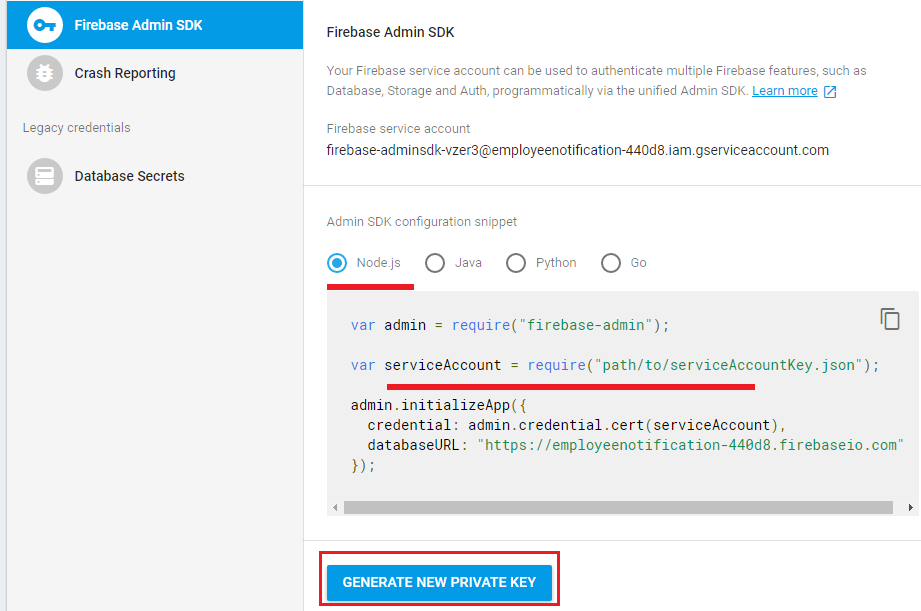 Firebase Admin SDK
Crash Reporting
Legacy credentials
Database Secrets
Firebase Admin SDK
Your Firebase service account can be used to authenticate multiple Firebase features, such as
Database, Storage and Auth, programmatically via the unified Admin SDK. Learn more
Firebase service account
firebase-adminsdk-vzer3@employeenotification-440d8.iam.gserviceaccount.com
Admin SDK configuration snippet
Node.js Java Python Go
var admin = require("firebase-admin");
var serviceAccount = require("path/to/serviceAccountKey.json");
admin.initializeApp({
  credential: admin.credential.cert(serviceAccount),
  databaseURL: "https://employeenotification-440d8.firebaseio.com"
});
GENERATE NEW PRIVATE KEY